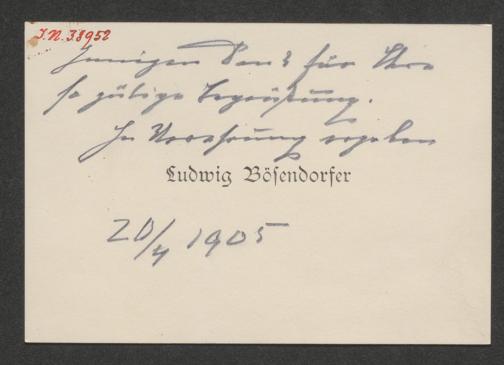 I.N. 38952
Innigen Dank für Ihre
so gütige Begrüßung.
In Verehrung ergeben
Ludwig Bösendorfer
20/4 1905